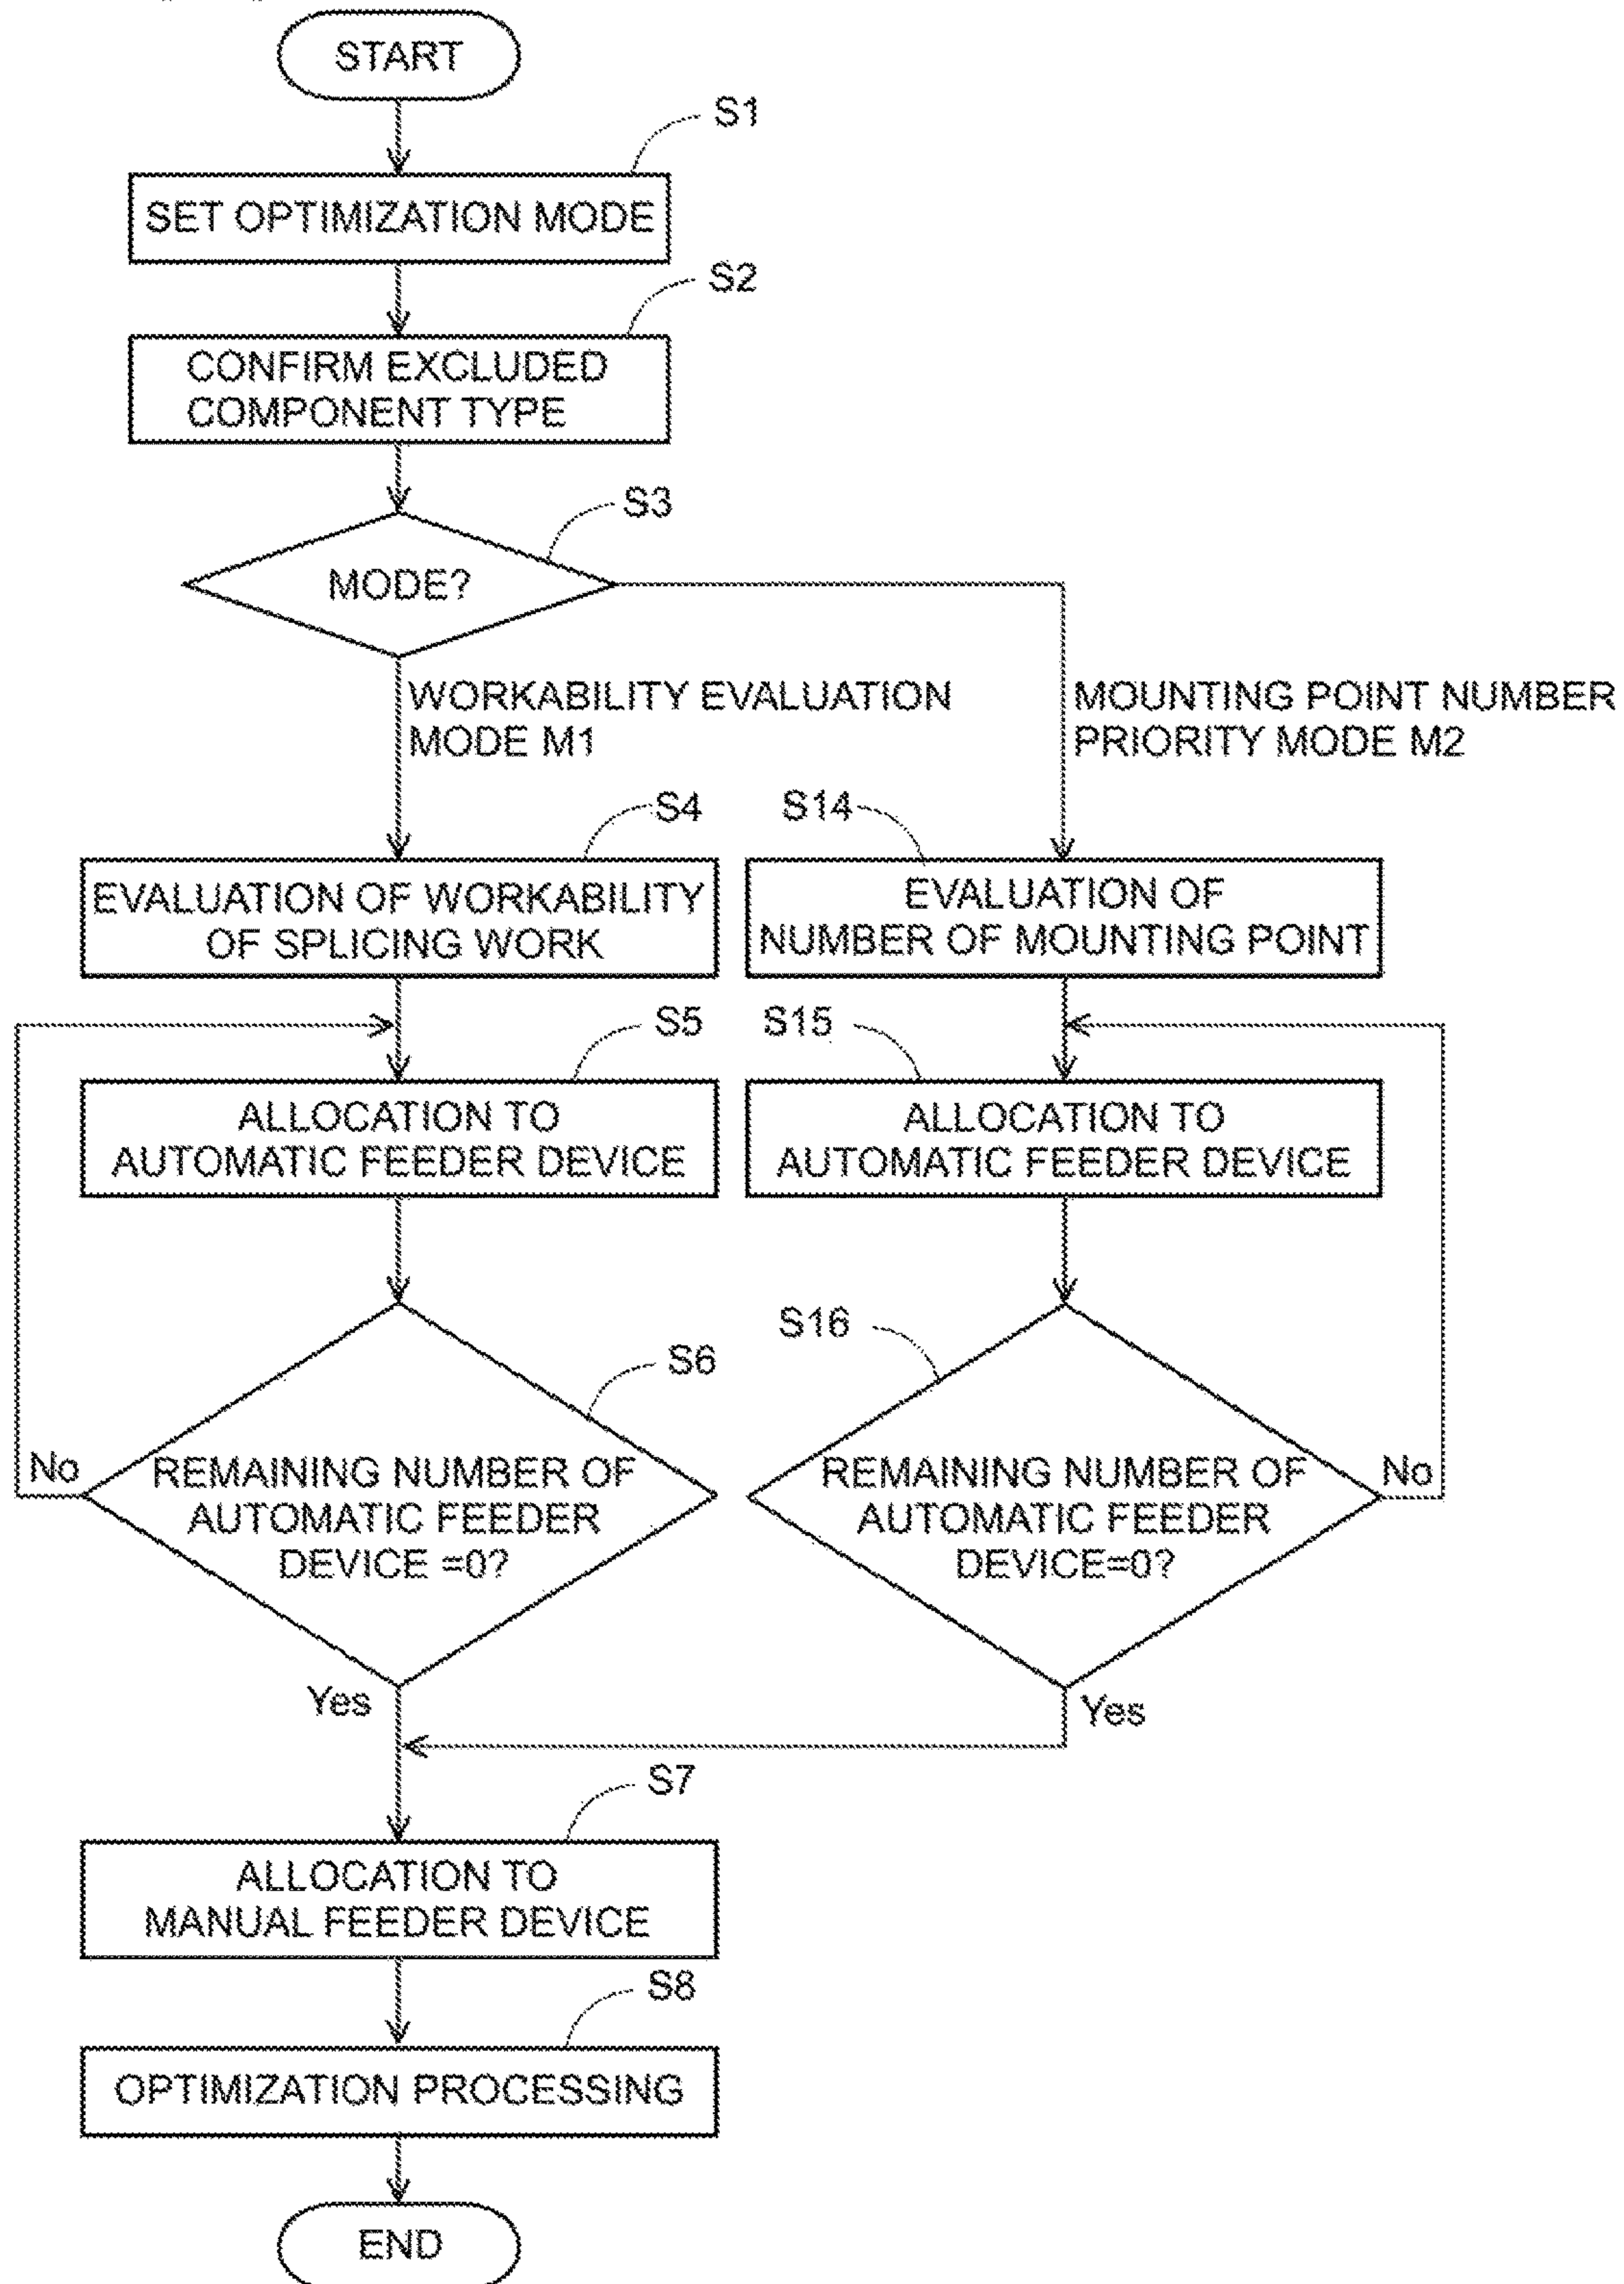 START
S1
SET OPTIMIZATION MODE
S2
CONFIRM EXCLUDED
COMPONENT TYPE
S3
MODE?
WORKABILITY EVALUATION
MODE M1
MOUNTING POINT NUMBER
PRIORITY MODE M2
S4
EVALUATION OF WORKABILITY
OF SPLICING WORK
S14
EVALUATION OF
NUMBER OF MOUNTING POINT
S5
ALLOCATION TO
AUTOMATIC FEEDER DEVICE
S15
ALLOCATION TO
AUTOMATIC FEEDER DEVICE
S6
No
REMAINING NUMBER OF
AUTOMATIC FEEDER
DEVICE =0?
Yes
S16
REMAINING NUMBER OF
AUTOMATIC FEEDER
DEVICE=0?
No
Yes
S7
ALLOCATION TO
MANUAL FEEDER DEVICE
S8
OPTIMIZATION PROCESSING
END